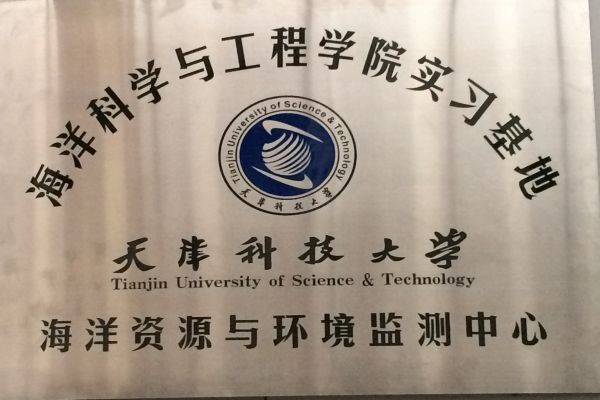 海洋科学与工程学院实习基地
Tianjin University of Science & Technology
天津科技大学
天津科技大学
Tianjin University of Science & Technology
海洋资源与环境监测中心